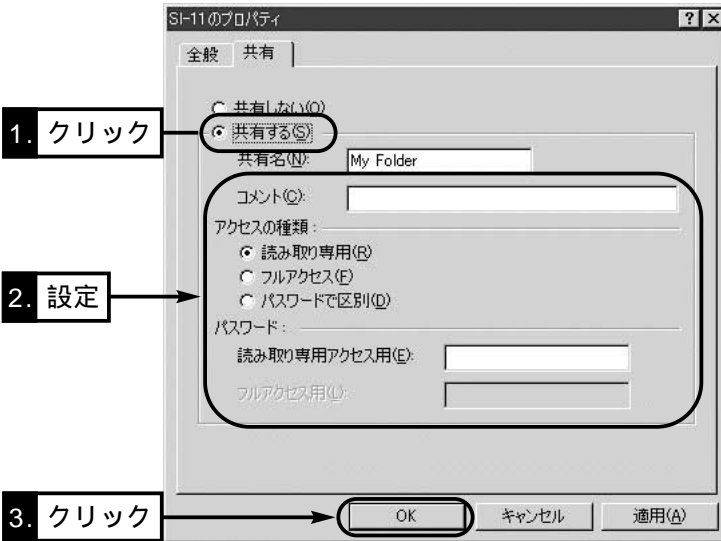 SI-11のプロパティ
全般 共有
共有しない(O)
1. クリック
共有する(S)
共有名(N): My Folder
コメント(C):
アクセスの種類:
読み取り専用(R)
2. 設定
フルアクセス(F)
パスワードで区別(D)
パスワード:
読み取り専用アクセス用(E):
フルアクセス用(L):
3. クリック
OK キャンセル 適用(A)